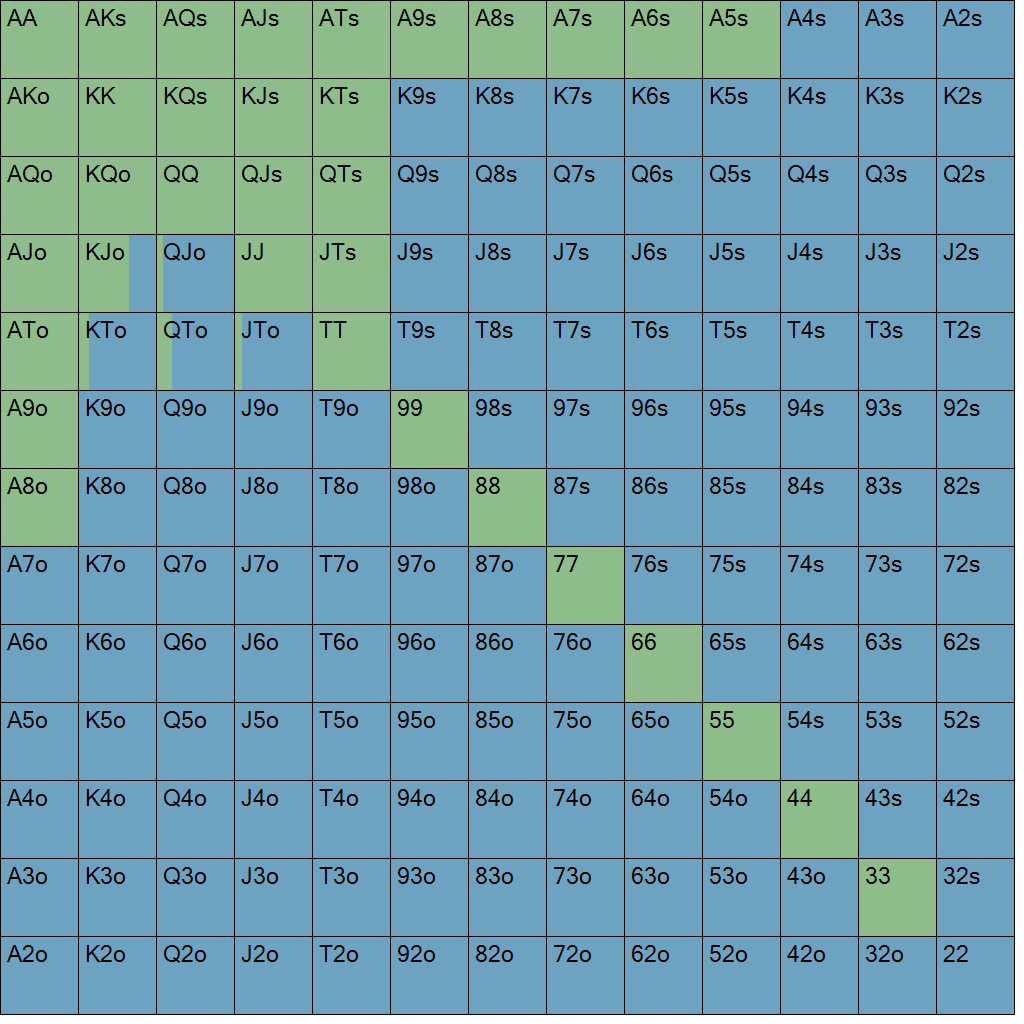 AA AKs AQs AJs ATs A9s A8s A7s A6s A5s A4s A3s A2s
AKo KK KQs KJs KTs K9s K8s K7s K6s K5s K4s K3s K2s
AQo KQo QQ QJs QTs Q9s Q8s Q7s Q6s Q5s Q4s Q3s Q2s
AJo KJo QJo JJ JTs J9s J8s J7s J6s J5s J4s J3s J2s
ATo KTo QTo JTo TT T9s T8s T7s T6s T5s T4s T3s T2s
A9o K9o Q9o J9o T9o 99 98s 97s 96s 95s 94s 93s 92s
A8o K8o Q8o J8o T8o 98o 88 87s 86s 85s 84s 83s 82s
A7o K7o Q7o J7o T7o 97o 87o 77 76s 75s 74s 73s 72s
A6o K6o Q6o J6o T6o 96o 86o 76o 66 65s 64s 63s 62s
A5o K5o Q5o J5o T5o 95o 85o 75o 65o 55 54s 53s 52s
A4o K4o Q4o J4o T4o 94o 84o 74o 64o 54o 44 43s 42s
A3o K3o Q3o J3o T3o 93o 83o 73o 63o 53o 43o 33 32s
A2o K2o Q2o J2o T2o 92o 82o 72o 62o 52o 42o 32o 22